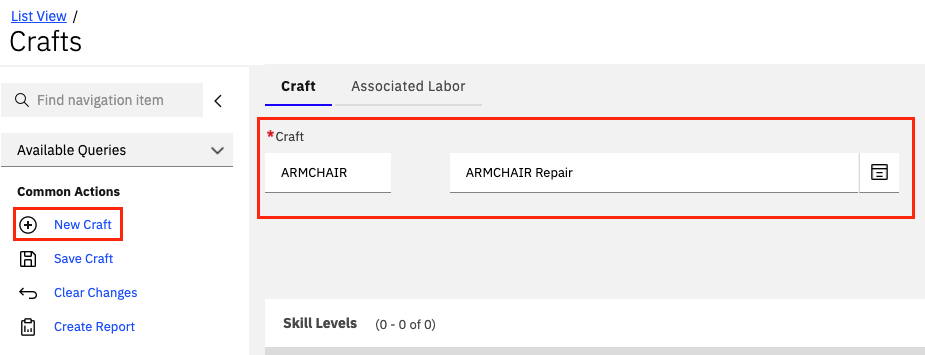 List View /
Crafts
Find navigation item
Craft
Associated Labor
Available Queries
*Craft
ARMCHAIR
ARMCHAIR Repair
Common Actions
New Craft
Save Craft
Clear Changes
Create Report
Skill Levels (0 - 0 of 0)